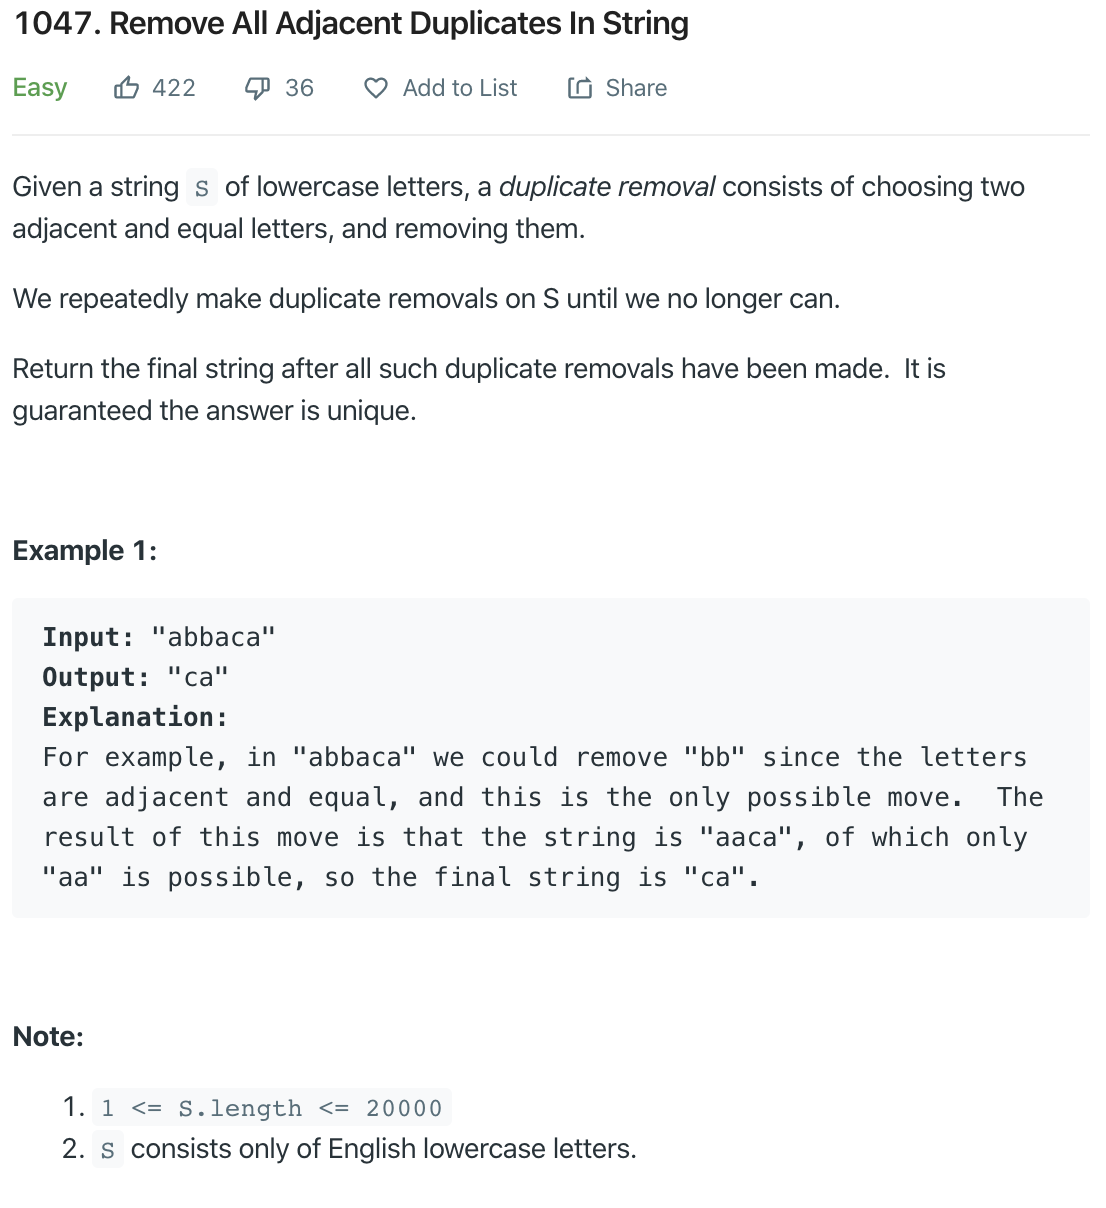 1047. Remove All Adjacent Duplicates In String
Easy 422 36 Add to List Share
Given a string S of lowercase letters, a duplicate removal consists of choosing two
adjacent and equal letters, and removing them.
We repeatedly make duplicate removals on S until we no longer can.
Return the final string after all such duplicate removals have been made.  It is
guaranteed the answer is unique.
Example 1:
Input: "abbaca"
Output: "ca"
Explanation:
For example, in "abbaca" we could remove "bb" since the letters
are adjacent and equal, and this is the only possible move.  The
result of this move is that the string is "aaca", of which only
"aa" is possible, so the final string is "ca".
Note:
1. 1 <= S.length <= 20000
2. S consists only of English lowercase letters.